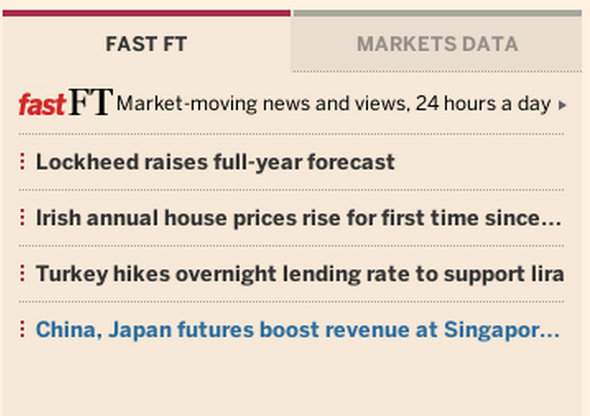 FAST FT
MARKETS DATA
fastFT Market-moving news and views, 24 hours a day
Lockheed raises full-year forecast
Irish annual house prices rise for first time since...
Turkey hikes overnight lending rate to support lira
China, Japan futures boost revenue at Singapor...